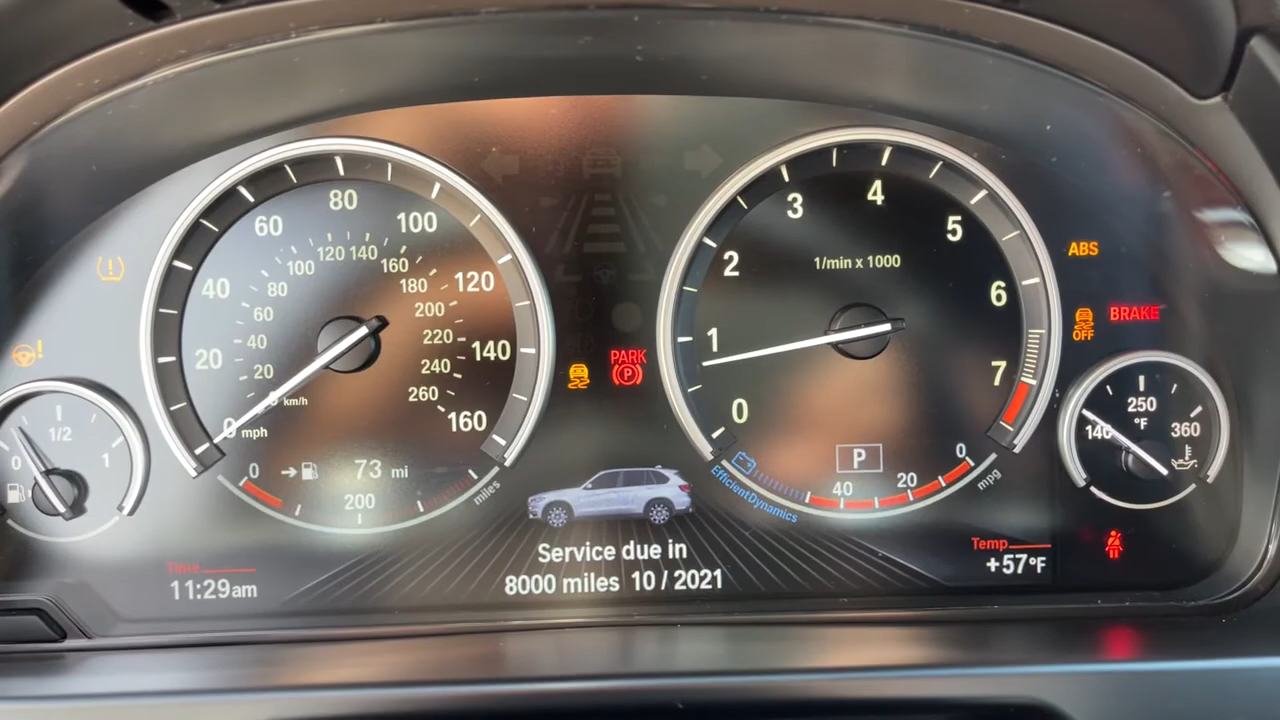 80
60
100
120 140
100
160
80
180
120
40
60
200
40
220
20
140
20
240
260
0
km/h
160
0
mph
4
3
5
1/min x 1000
2
6
1
7
0
ABS
BRAKE
OFF
PARK
P
1/2
0
1
250
°F
140
360
0
73 mi
200
miles
P
0
20
40
mpg
EfficientDynamics
Time
11:29am
Service due in
8000 miles 10 / 2021
Temp
+57°F